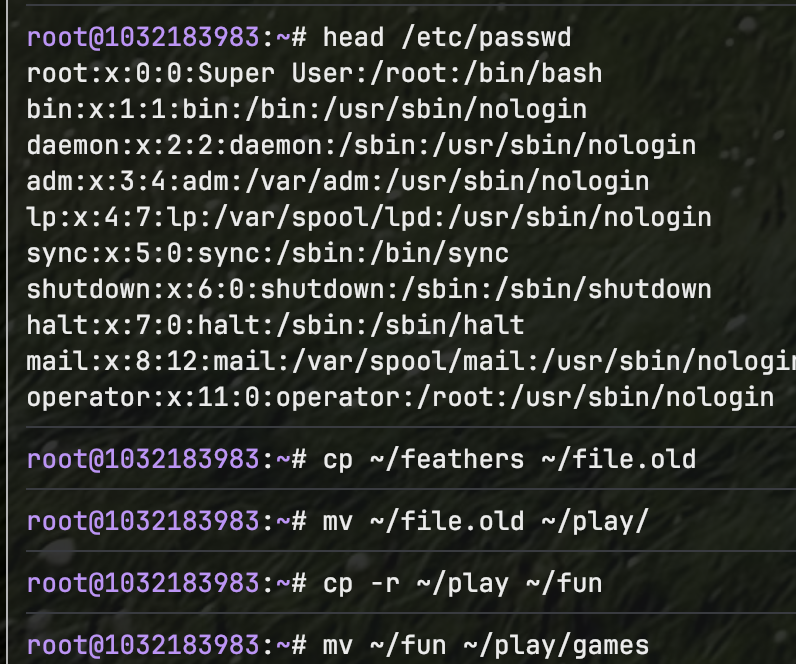 root@1032183983:~# head /etc/passwd
root:x:0:0:Super User:/root:/bin/bash
bin:x:1:1:bin:/bin:/usr/sbin/nologin
daemon:x:2:2:daemon:/sbin:/usr/sbin/nologin
adm:x:3:4:adm:/var/adm:/usr/sbin/nologin
lp:x:4:7:lp:/var/spool/lpd:/usr/sbin/nologin
sync:x:5:0:sync:/sbin:/bin/sync
shutdown:x:6:0:shutdown:/sbin:/sbin/shutdown
halt:x:7:0:halt:/sbin:/sbin/halt
mail:x:8:12:mail:/var/spool/mail:/usr/sbin/nologin
operator:x:11:0:operator:/root:/usr/sbin/nologin
root@1032183983:~# cp ~/feathers ~/file.old
root@1032183983:~# mv ~/file.old ~/play/
root@1032183983:~# cp -r ~/play ~/fun
root@1032183983:~# mv ~/fun ~/play/games